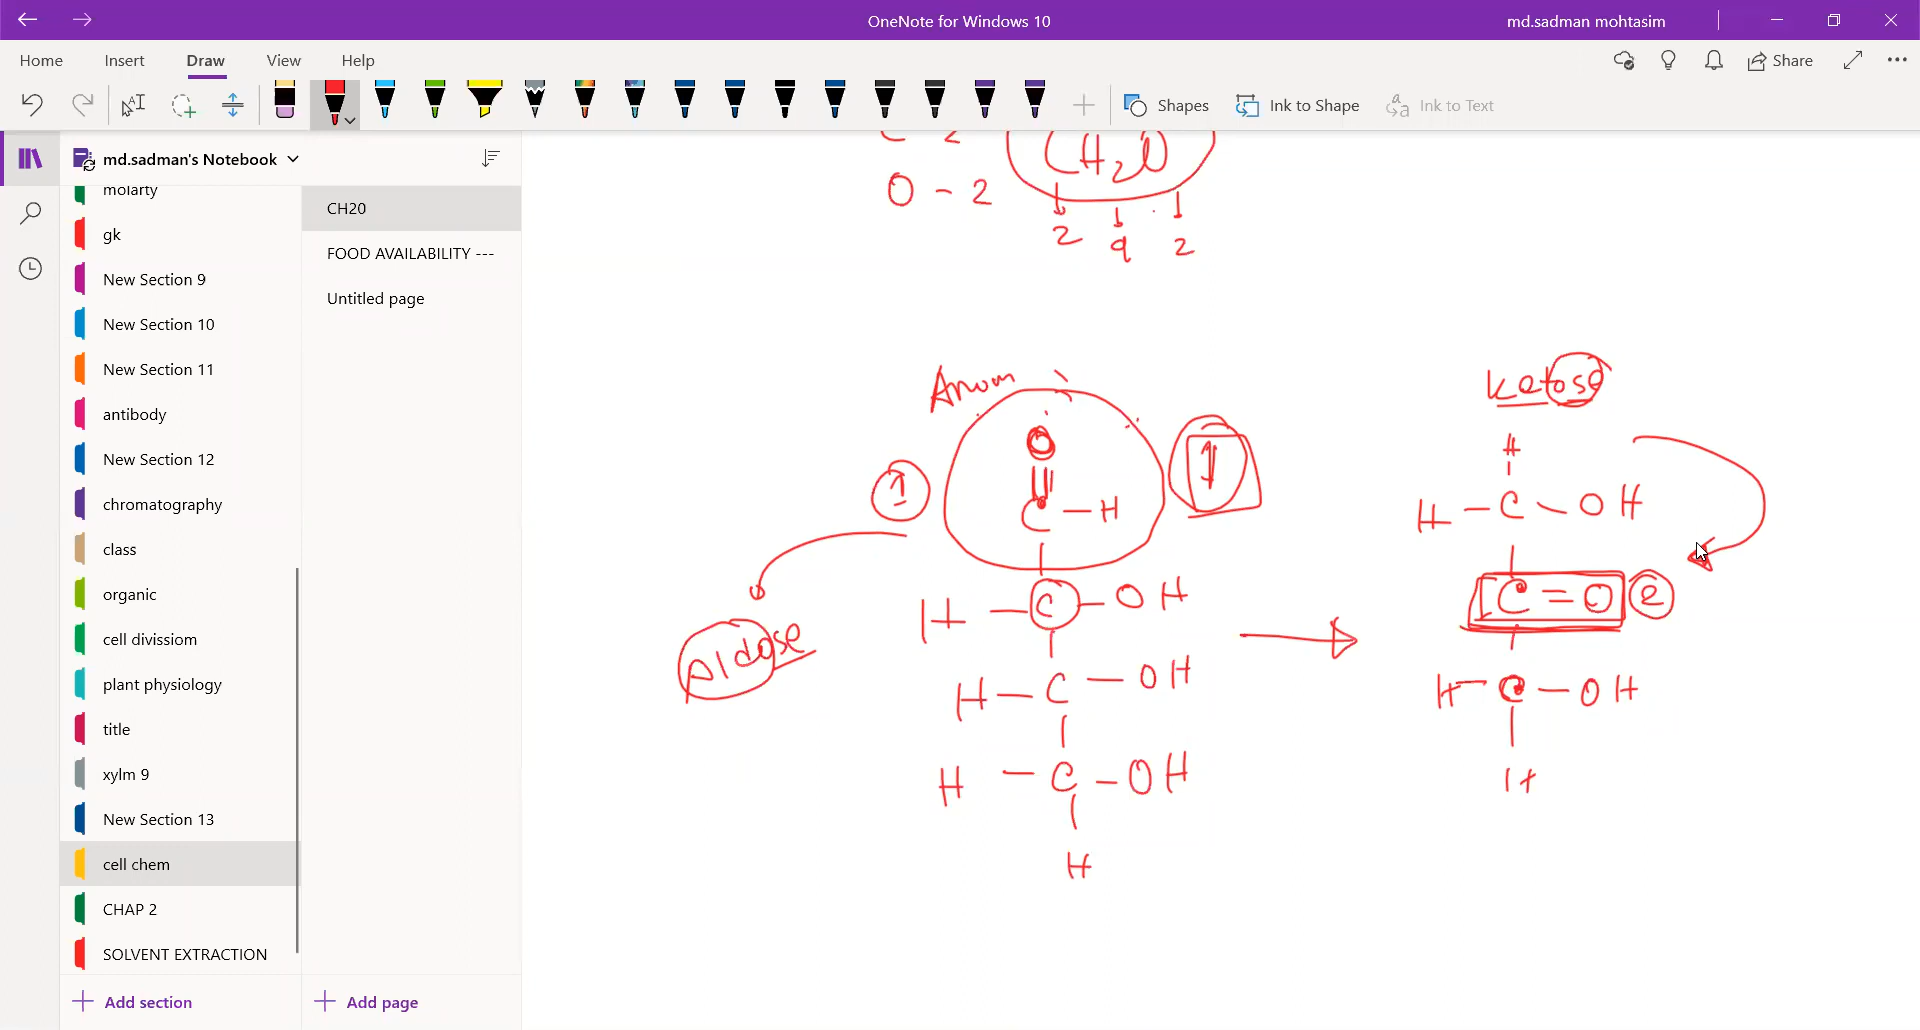 OneNote for Windows 10
md.sadman mohtasim
Home
Insert
Draw
View
Help
Share
Shapes
Ink to Shape
Ink to Text
md.sadman's Notebook
molarty
gk
New Section 9
New Section 10
New Section 11
antibody
New Section 12
chromatography
class
organic
cell divissiom
plant physiology
title
xylm 9
New Section 13
cell chem
CHAP 2
SOLVENT EXTRACTION
Add section
CH20
FOOD AVAILABILITY ---
Untitled page
Add page
CH₂O
O - 2
2 2
Anom
O
C - H
1
Aldose
H - C - OH
H - C - OH
H - C - OH
H
ketose
H
H - C - OH
C = O 2
H - C - OH
H